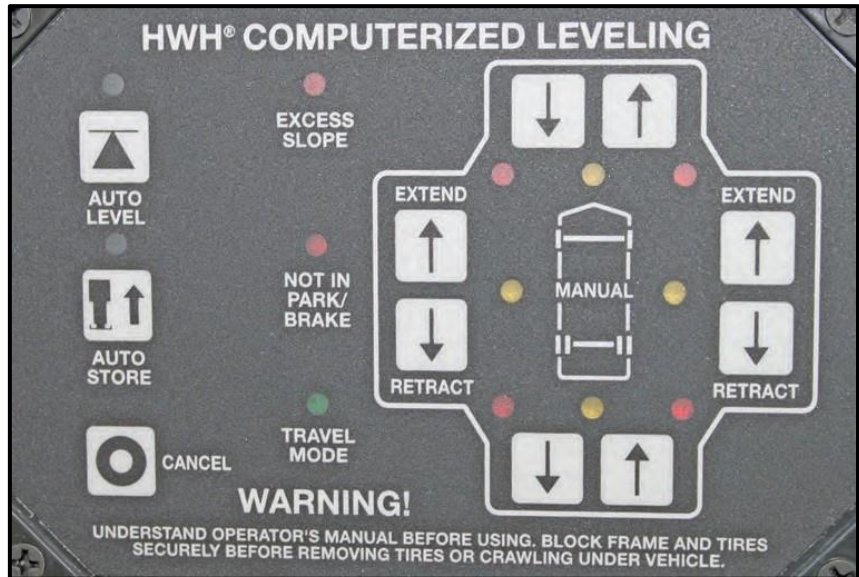 HWH® COMPUTERIZED LEVELING
AUTO
LEVEL
EXCESS
SLOPE
AUTO
STORE
NOT IN
PARK/
BRAKE
CANCEL
TRAVEL
MODE
EXTEND
RETRACT
MANUAL
EXTEND
RETRACT
WARNING!
UNDERSTAND OPERATOR'S MANUAL BEFORE USING. BLOCK FRAME AND TIRES
SECURELY BEFORE REMOVING TIRES OR CRAWLING UNDER VEHICLE.